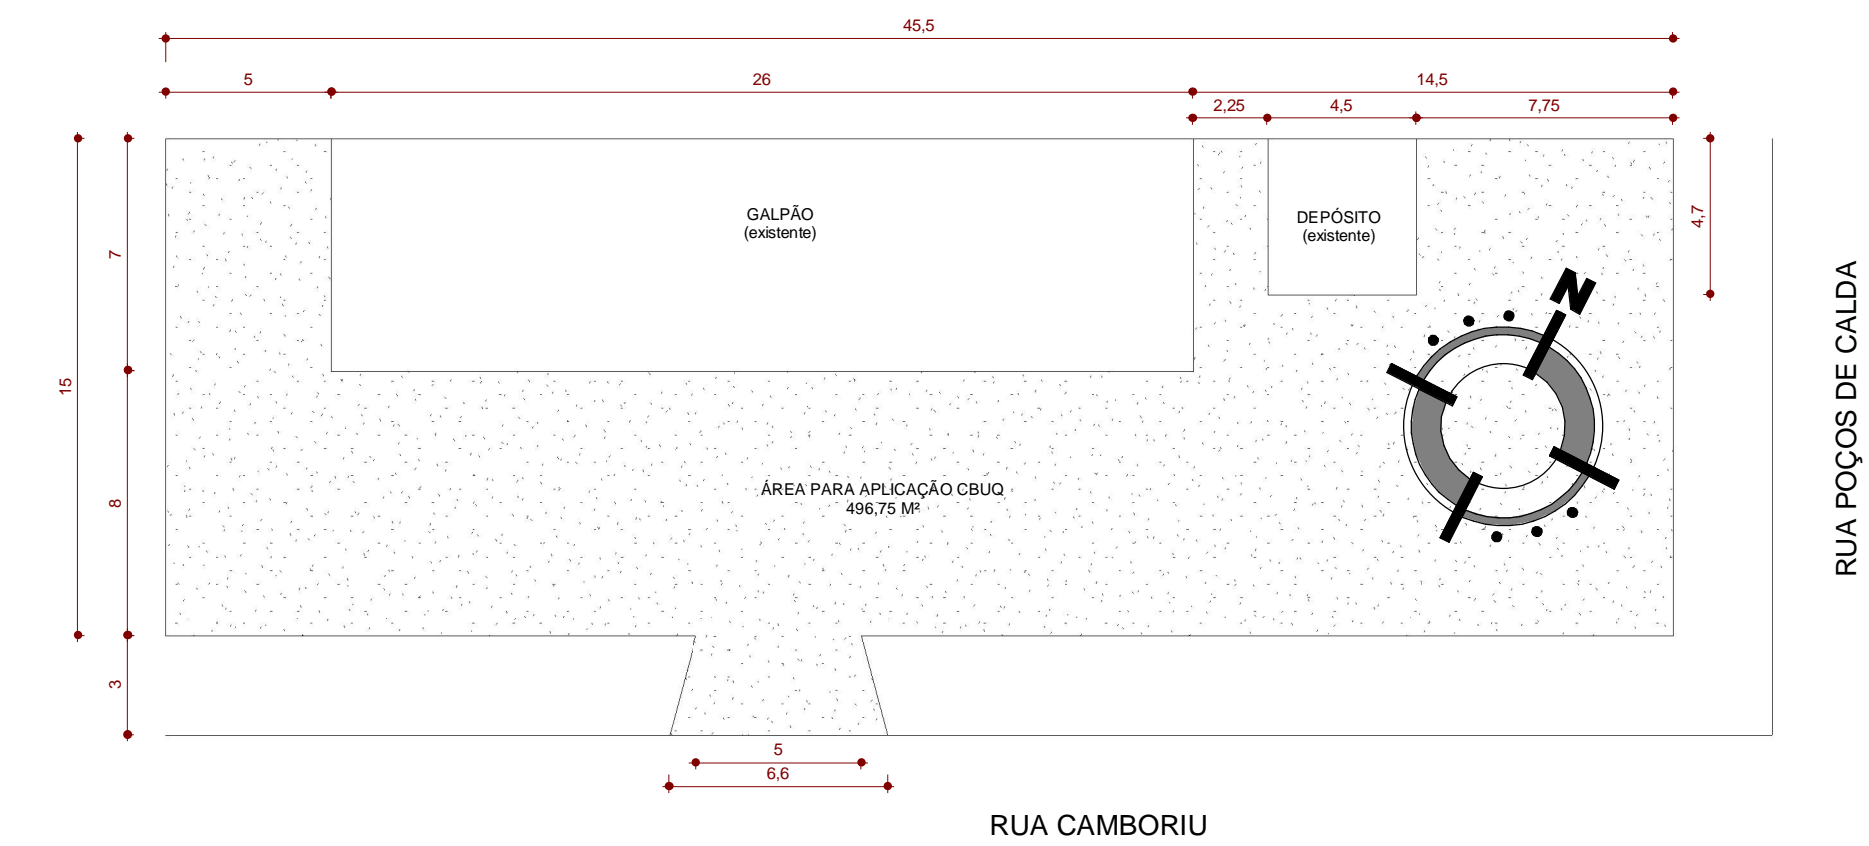 45,5
5
26
14,5
2,25
4,5
7,75
GALPÃO
(existente)
DEPÓSITO
(existente)
4,7
7
15
8
3
N
ÁREA PARA APLICAÇÃO CBUQ
496,75 M²
5
6,6
RUA CAMBORIU
RUA POÇOS DE CALDA